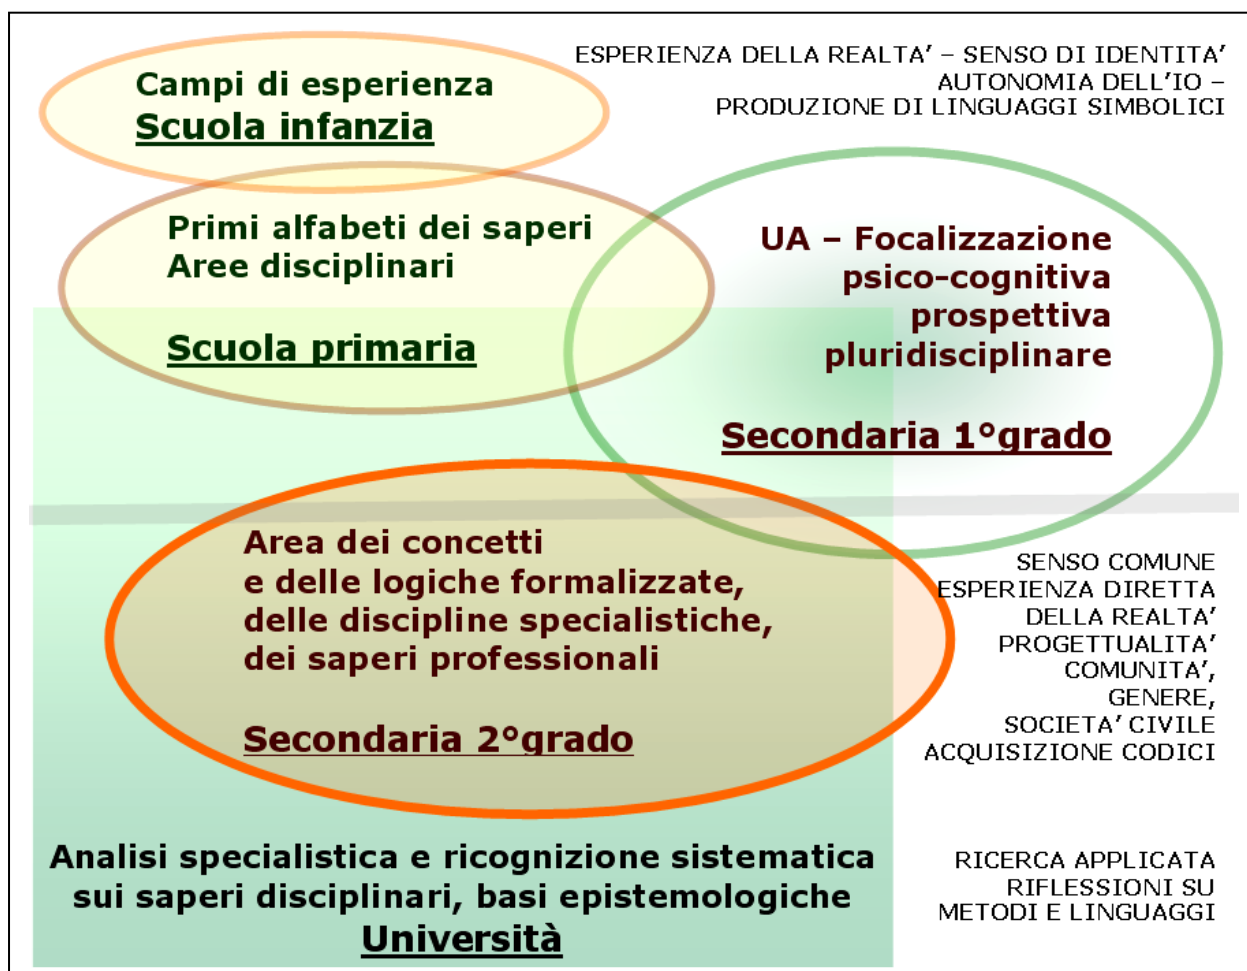 Campi di esperienza
Scuola infanzia
ESPERIENZA DELLA REALTA’ – SENSO DI IDENTITA’
AUTONOMIA DELL’IO –
PRODUZIONE DI LINGUAGGI SIMBOLICI
Primi alfabeti dei saperi
Aree disciplinari
Scuola primaria
UA – Focalizzazione
psico-cognitiva
prospettiva
pluridisciplinare
Secondaria 1°grado
Area dei concetti
e delle logiche formalizzate,
delle discipline specialistiche,
dei saperi professionali
Secondaria 2°grado
SENSO COMUNE
ESPERIENZA DIRETTA
DELLA REALTA’
PROGETTUALITA’
COMUNITA’,
GENERE,
SOCIETA’ CIVILE
ACQUISIZIONE CODICI
Analisi specialistica e ricognizione sistematica
sui saperi disciplinari, basi epistemologiche
Università
RICERCA APPLICATA
RIFLESSIONI SU
METODI E LINGUAGGI